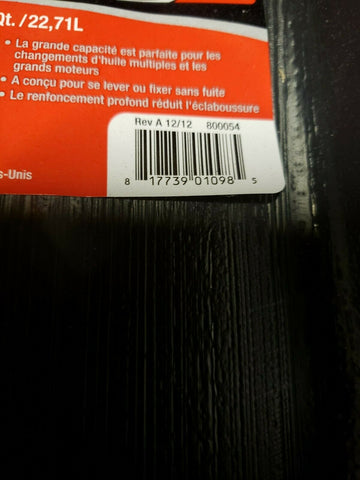 Qt. /22,71L
• La grande capacité est parfaite pour les
changements d'huile multiples et les
grands moteurs
• A conçu pour se lever ou fixer sans fuite
• Le renfoncement profond réduit l'éclaboussure
Rev A 12/12 800054
8 17739 01098 5
s-Unis